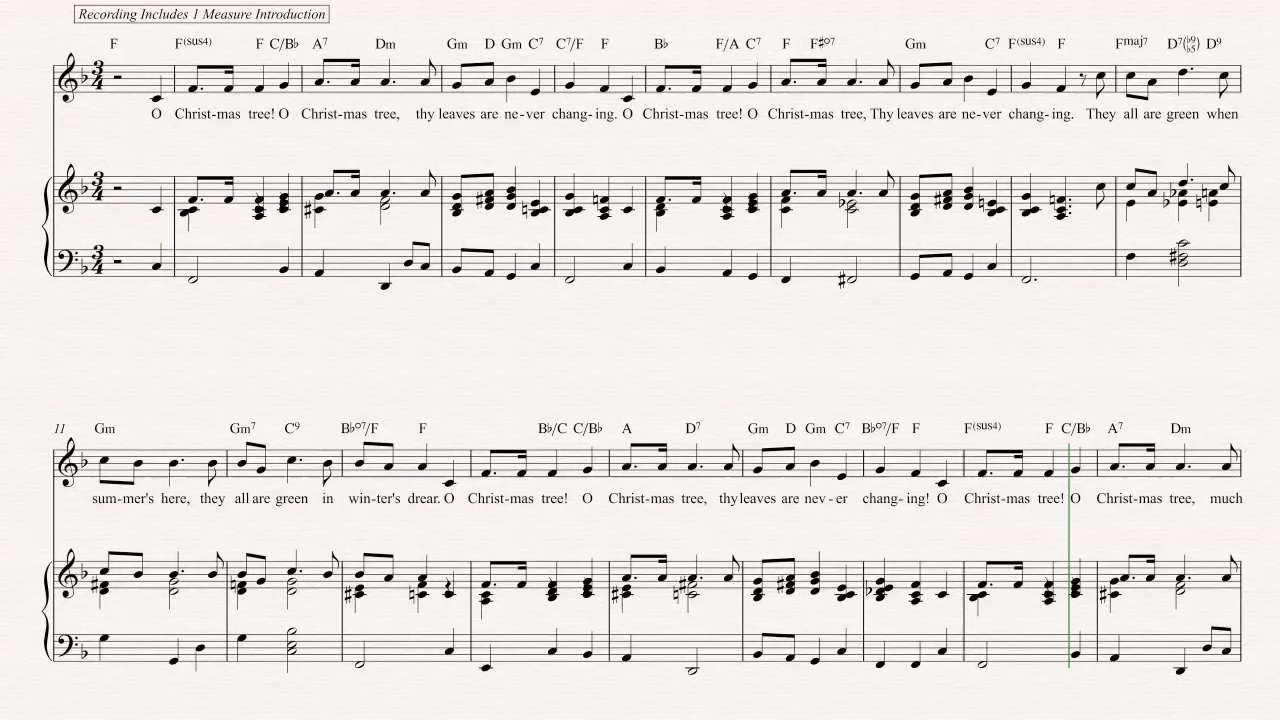 Recording Includes 1 Measure Introduction
F F(sus4) F C/B♭ A7 Dm Gm D Gm C7 C7/F F B♭ F/A C7 F F♯o7 Gm C7 F(sus4) F Fmaj7 D7(♭9 ♭5) D9
O Christ-mas tree! O Christ-mas tree, thy leaves are ne-ver chang-ing. O Christ-mas tree! O Christ-mas tree, Thy leaves are ne-ver chang-ing. They all are green when
11 Gm Gm7 C9 B♭o7/F F B♭/C C/B♭ A D7 Gm D Gm C7 B♭o7/F F F(sus4) F C/B♭ A7 Dm
sum-mer's here, they all are green in win-ter's drear. O Christ-mas tree! O Christ-mas tree, thy leaves are nev-er chang-ing! O Christ-mas tree! O Christ-mas tree, much